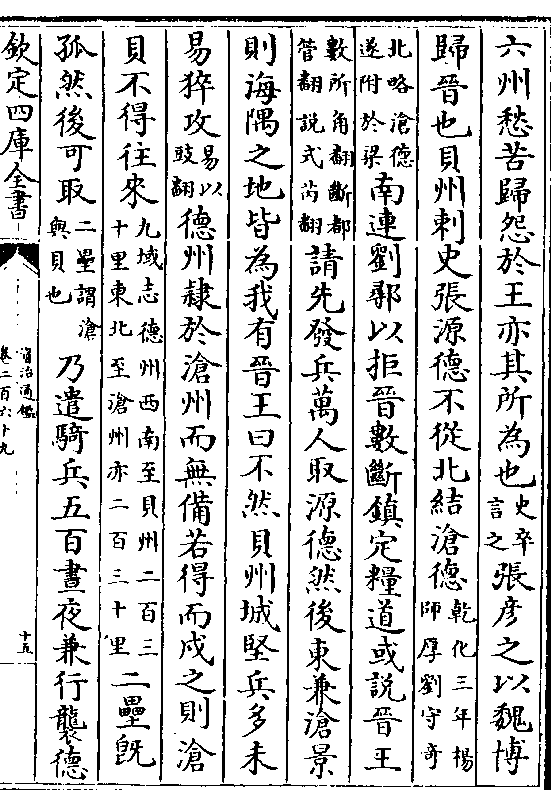 六州愁苦歸怨於王亦其所為也史卒言之張彦之以魏博
歸晉也貝州刺史張源德不從北結滄德乾化三年楊師厚劉守奇
北略滄德遂附於梁南連劉鄩以拒晉數斷鎮定糧道或説晉王
數所角翻斷都管翻説式芮翻請先發兵萬人取源德然後東兼滄景
則海隅之地皆為我有晉王曰不然貝州城堅兵多未
易猝攻易以豉翻德州隷於滄州而無備若得而戍之則滄
貝不得往來九域志德州西南至貝州二百三十里東北至滄州亦二百三十里二壘既
孤然後可取二壘謂滄與貝也乃遣騎兵五百晝夜兼行襲德
欽定四庫全書
資治通鑑
卷二百六十九
十五